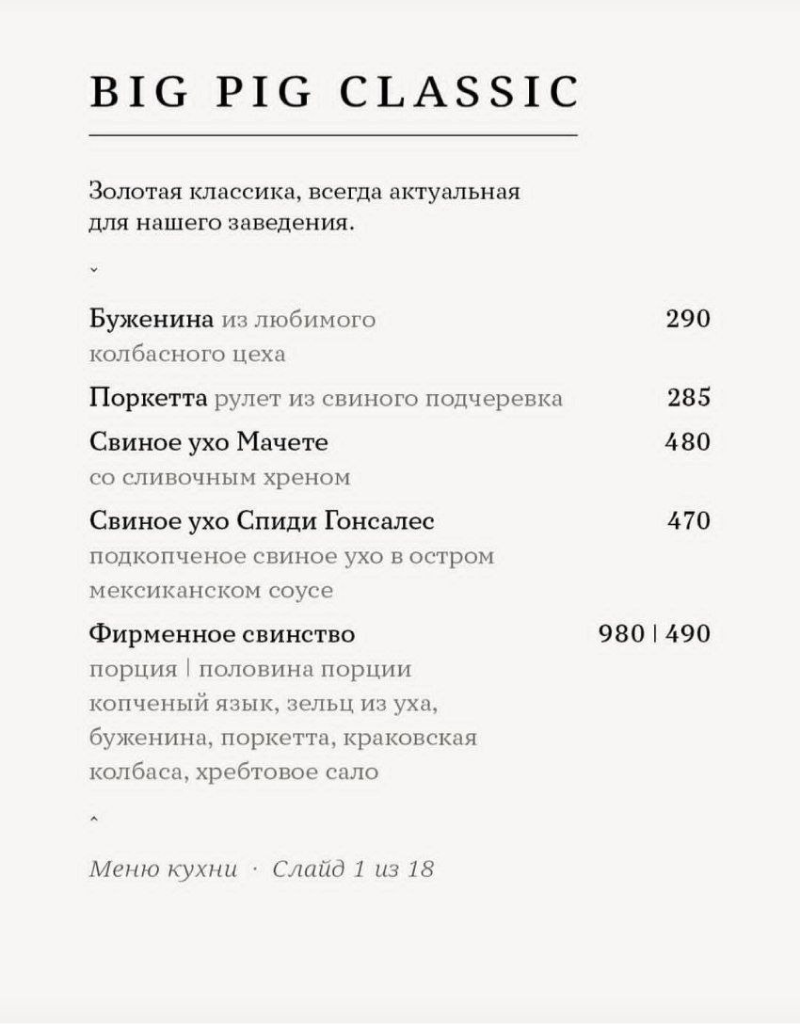 BIG PIG CLASSIC
Золотая классика, всегда актуальная
для нашего заведения.
Буженина из любимого 290
колбасного цеха
Поркетта рулет из свиного подчеревка 285
Свиное ухо Мачете 480
со сливочным хреном
Свиное ухо Спиди Гонсалес 470
подкопченое свиное ухо в остром
мексиканском соусе
Фирменное свинство 980 | 490
порция | половина порции
копченый язык, зельц из уха,
буженина, поркетта, краковская
колбаса, хребтовое сало
Меню кухни · Слайд 1 из 18